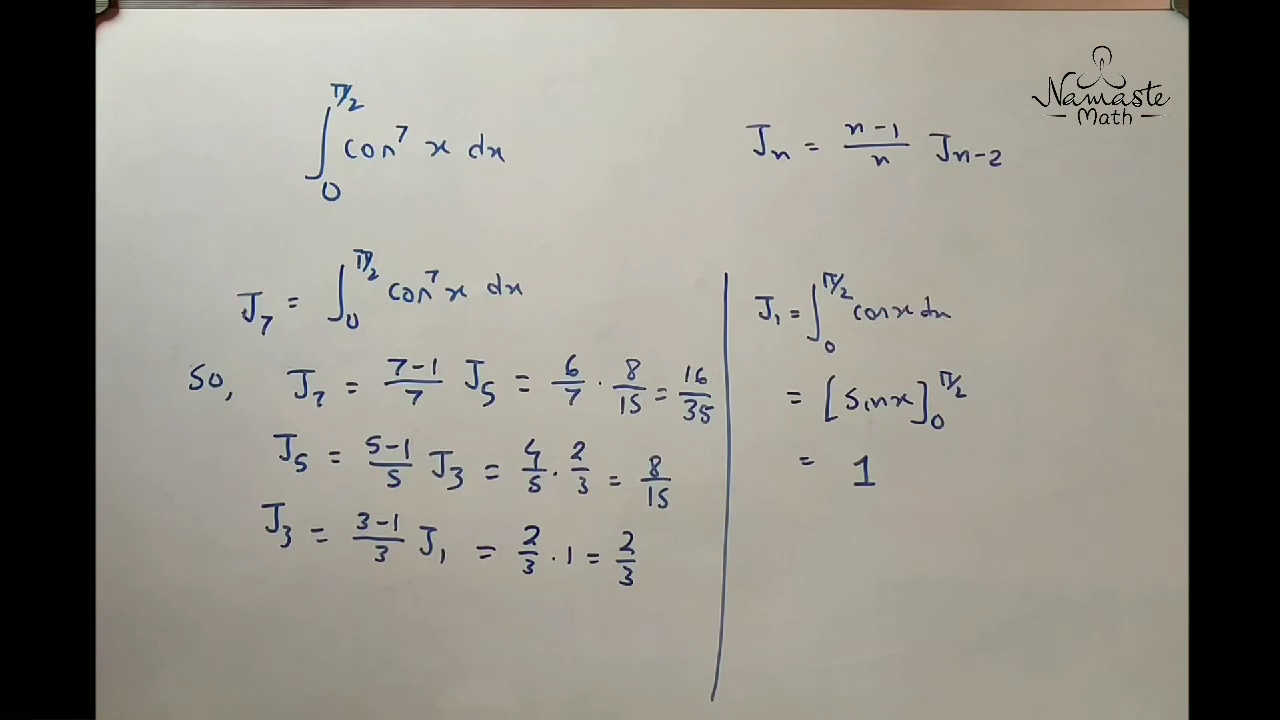 ∫₀^{π/2} cos⁷ x dx
Jₙ = (n-1)/n Jₙ₋₂
Namaste
Math
J₇ = ∫₀^{π/2} cos⁷ x dx
So, J₇ = (7-1)/7 J₅ = 6/7 · 8/15 = 16/35
J₅ = (5-1)/5 J₃ = 4/5 · 2/3 = 8/15
J₃ = (3-1)/3 J₁ = 2/3 · 1 = 2/3
J₁ = ∫₀^{π/2} cos x dx
= [sin x]₀^{π/2}
= 1